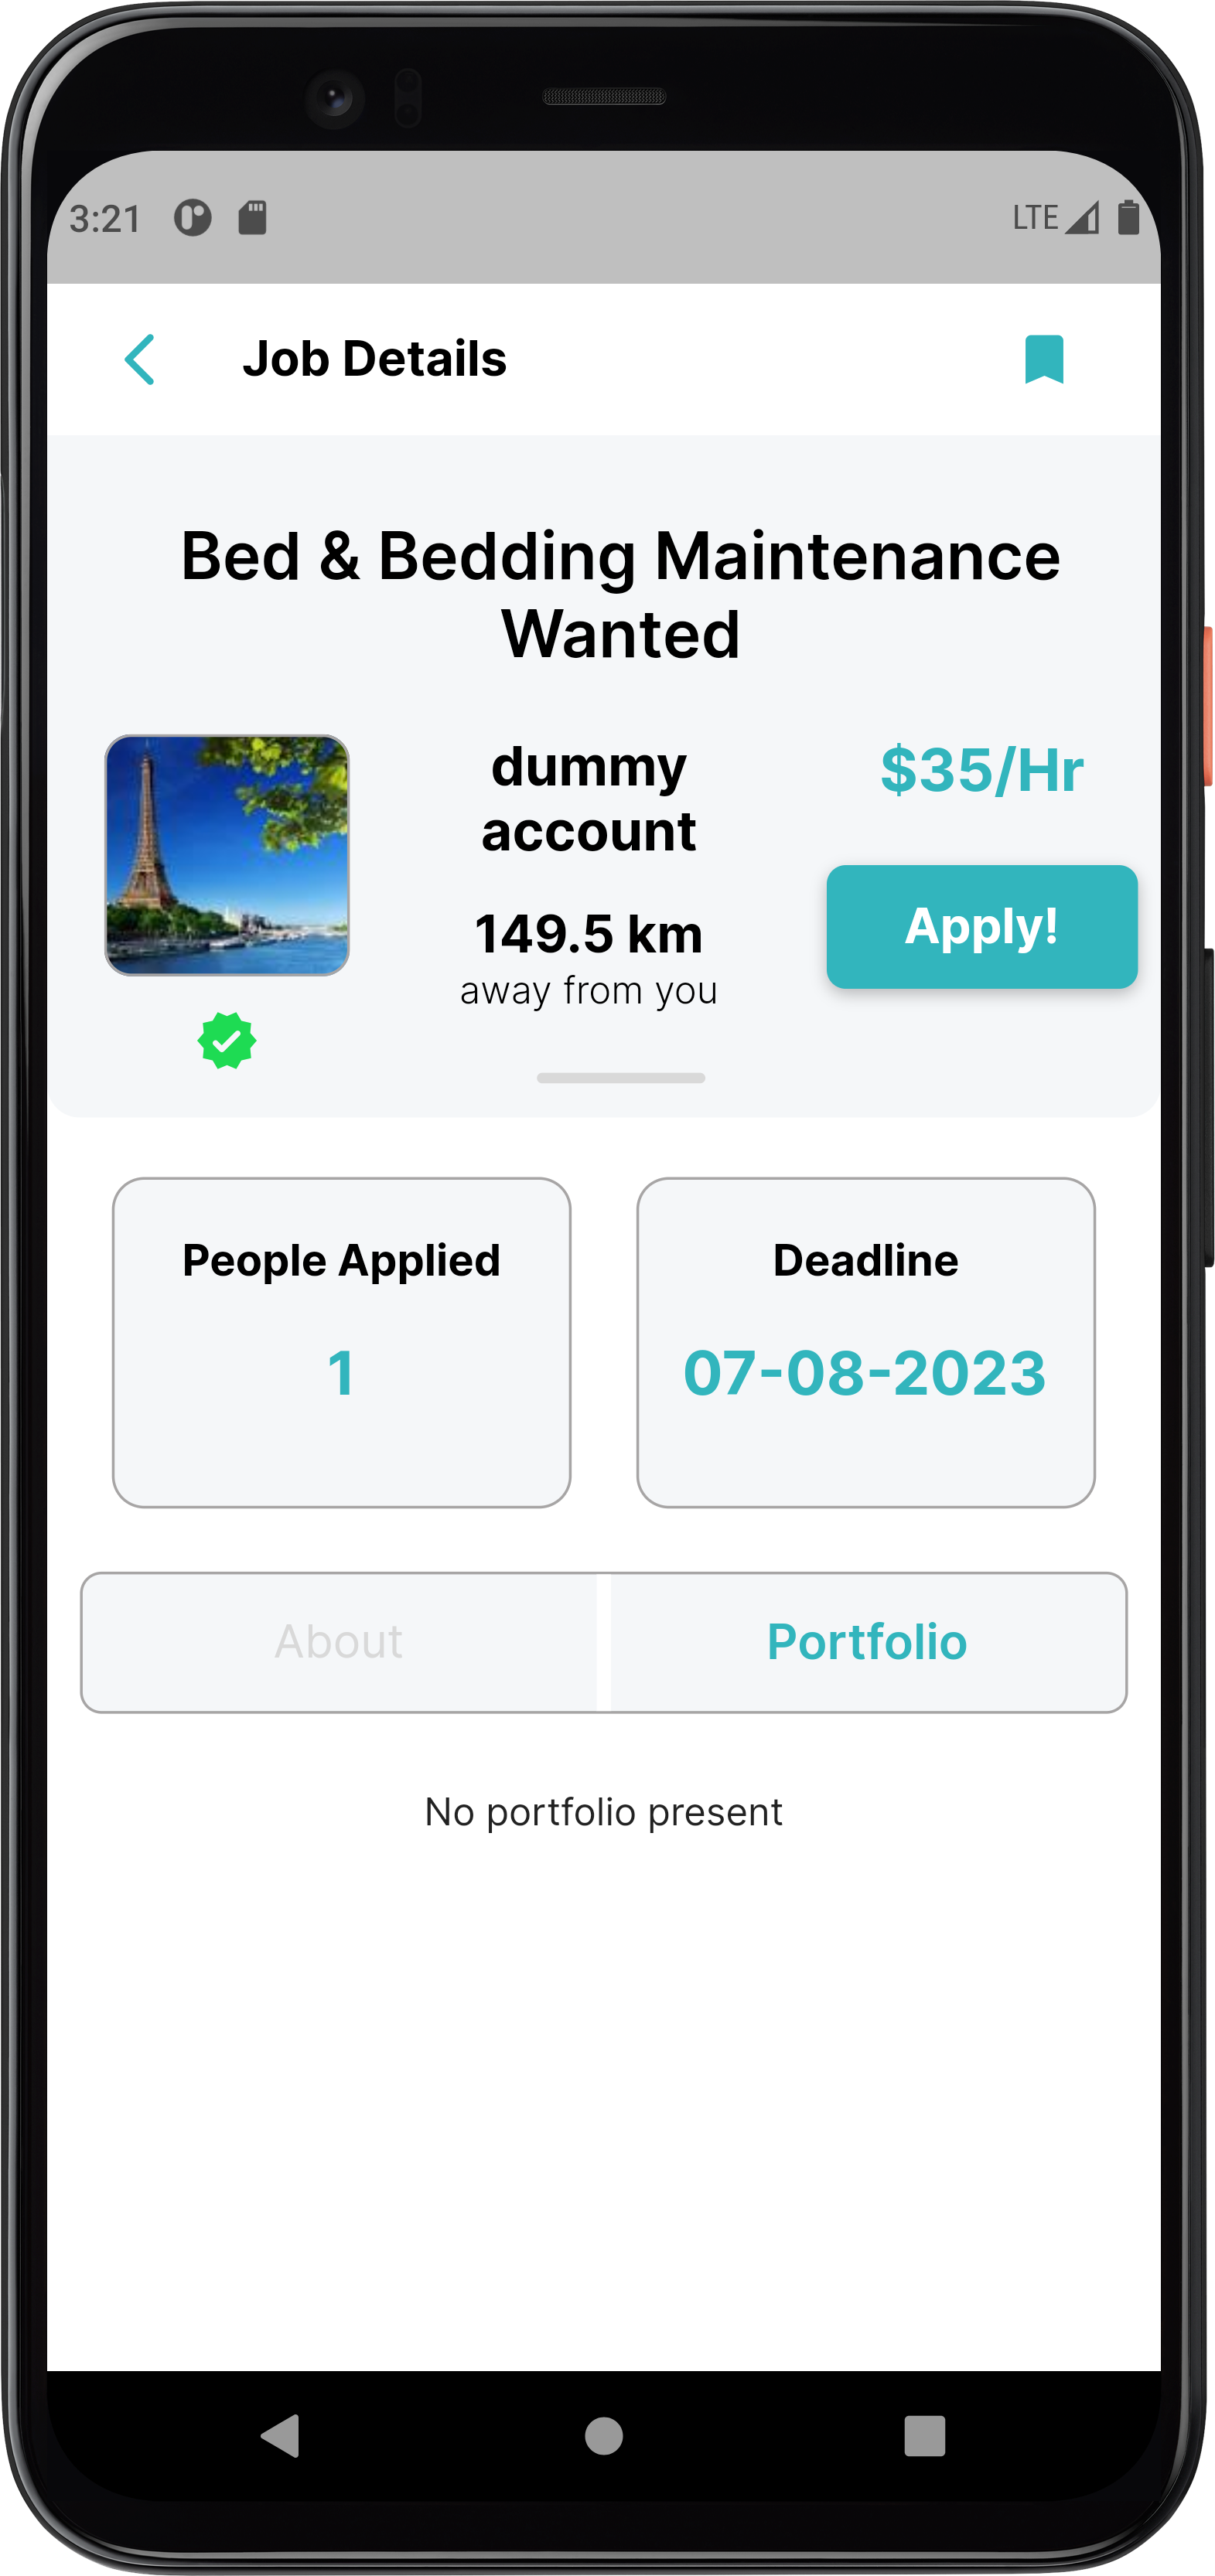 3:21
LTE
Job Details
Bed & Bedding Maintenance
Wanted
dummy
account
$35/Hr
149.5 km
away from you
Apply!
People Applied
Deadline
1
07-08-2023
About
Portfolio
No portfolio present